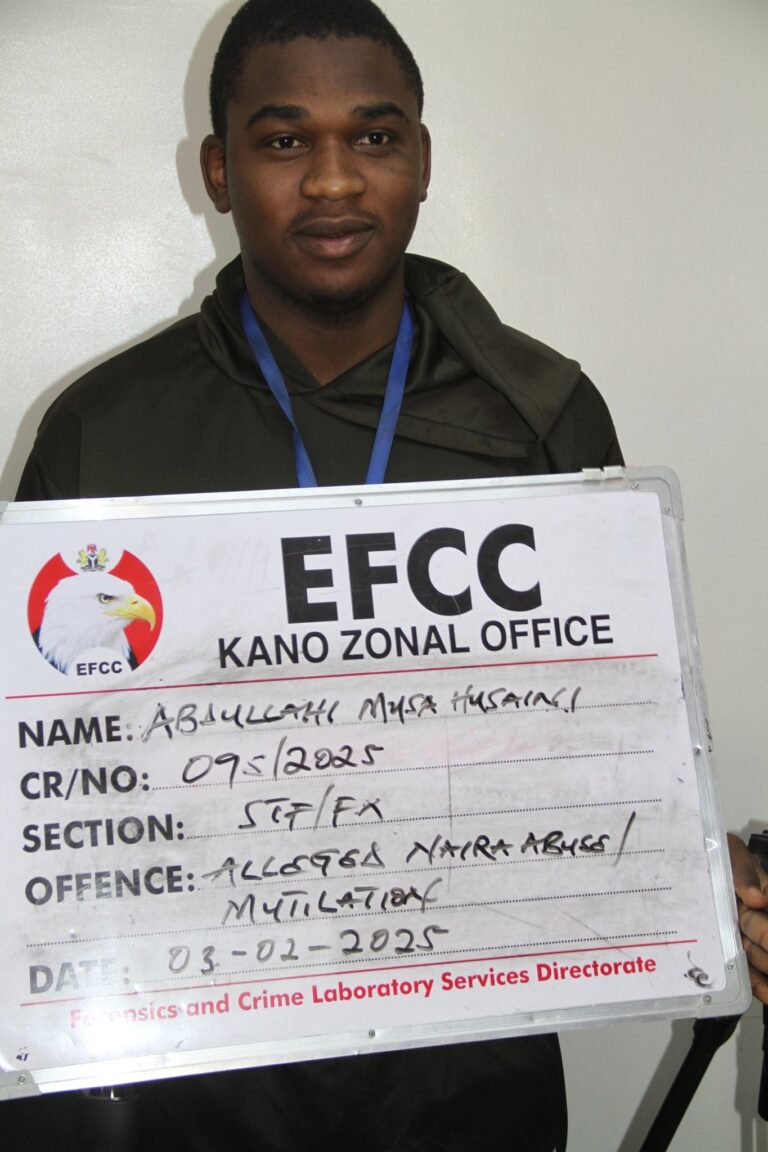 EFCC
KANO ZONAL OFFICE
EFCC
NAME: ABDULLAHI MUSA HUSAINI
CR/NO: 095/2025
SECTION: STF/FX
OFFENCE: ALLEGED NAIRA ABUSE/
MUTILATION
DATE: 03-02-2025
Forensics and Crime Laboratory Services Directorate